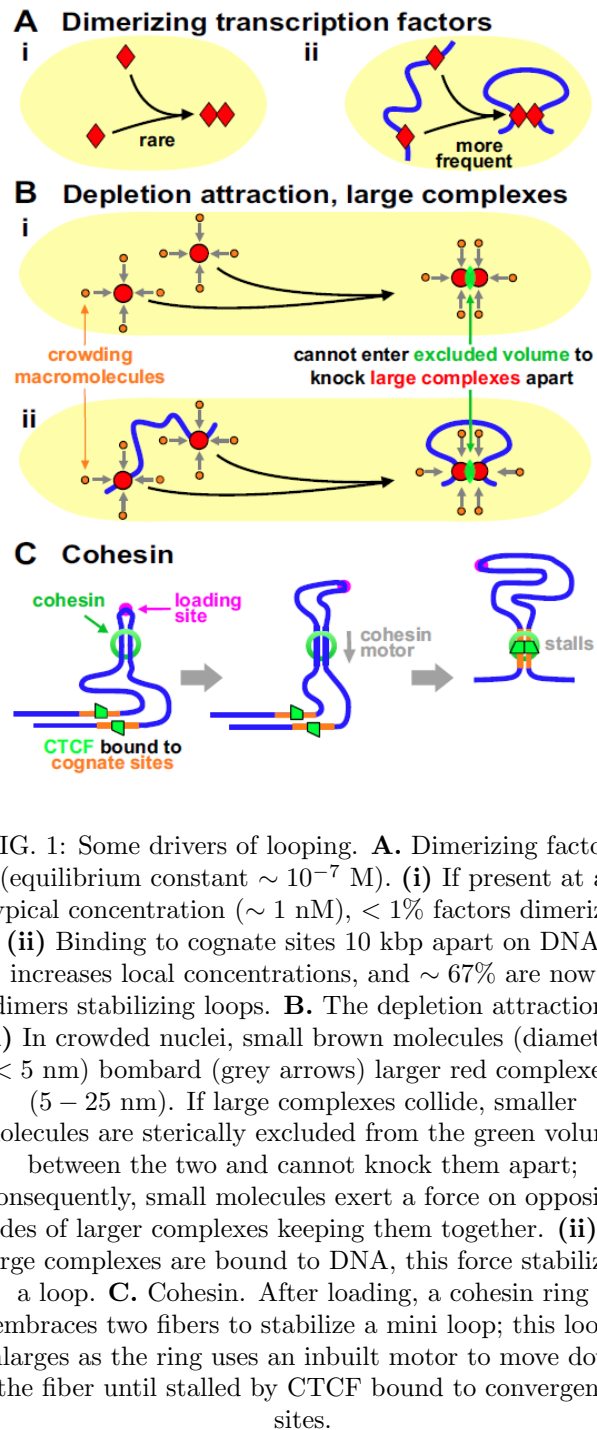 A Dimerizing transcription factors
i
ii
rare
more
frequent
B Depletion attraction, large complexes
i
crowding
macromolecules
cannot enter excluded volume to
knock large complexes apart
ii
C Cohesin
cohesin
loading
site
cohesin
motor
stalls
CTCF bound to
cognate sites
IG. 1: Some drivers of looping. A. Dimerizing facto
(equilibrium constant ∼ 10⁻⁷ M). (i) If present at a
ypical concentration (∼ 1 nM), < 1% factors dimeriz
(ii) Binding to cognate sites 10 kbp apart on DNA
increases local concentrations, and ∼ 67% are now
dimers stabilizing loops. B. The depletion attraction
) In crowded nuclei, small brown molecules (diamet
< 5 nm) bombard (grey arrows) larger red complexe
(5 − 25 nm). If large complexes collide, smaller
olecules are sterically excluded from the green volum
between the two and cannot knock them apart;
onsequently, small molecules exert a force on opposi
des of larger complexes keeping them together. (ii)
rge complexes are bound to DNA, this force stabiliz
a loop. C. Cohesin. After loading, a cohesin ring
embraces two fibers to stabilize a mini loop; this loo
nlarges as the ring uses an inbuilt motor to move dow
the fiber until stalled by CTCF bound to convergen
sites.